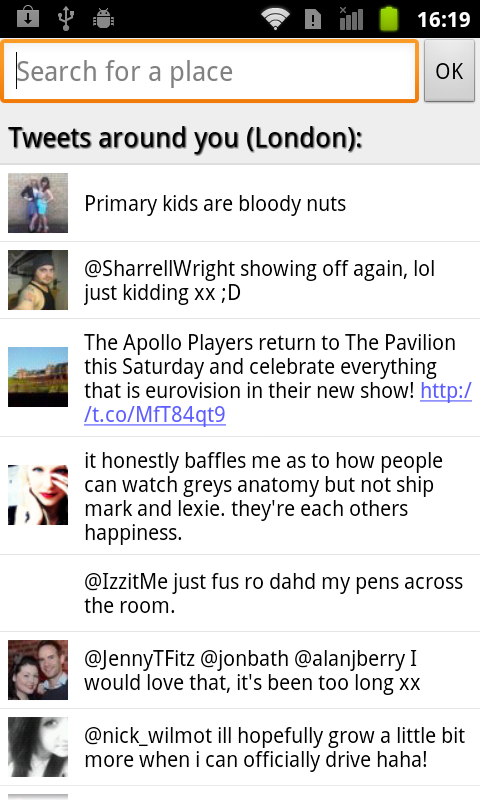 16:19
Search for a place
OK
Tweets around you (London):
Primary kids are bloody nuts
@SharrellWright showing off again, lol
just kidding xx ;D
The Apollo Players return to The Pavilion
this Saturday and celebrate everything
that is eurovision in their new show! http:/
/t.co/MfT84qt9
it honestly baffles me as to how people
can watch greys anatomy but not ship
mark and lexie. they're each others
happiness.
@IzzitMe just fus ro dahd my pens across
the room.
@JennyTFitz @jonbath @alanjberry I
would love that, it's been too long xx
@nick_wilmot ill hopefully grow a little bit
more when i can officially drive haha!